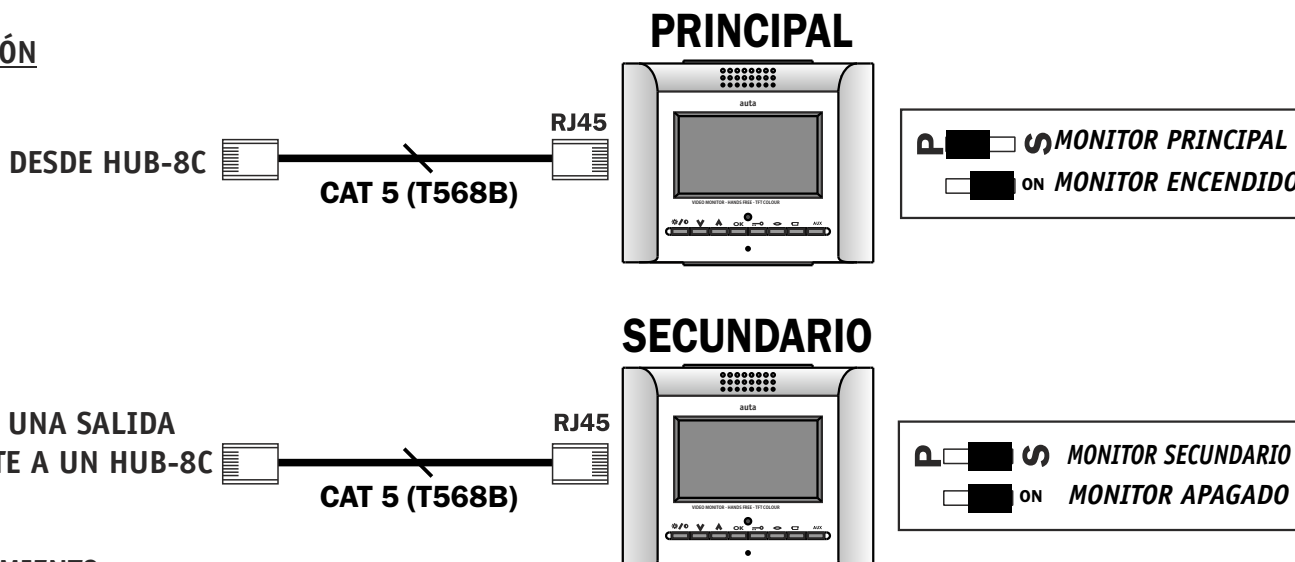 PRINCIPAL
ÓN
auta
RJ45
DESDE HUB-8C
CAT 5 (T568B)
VIDEO MONITOR - HANDS FREE - TFT COLOUR
OK AUX
P S MONITOR PRINCIPAL
ON MONITOR ENCENDIDO
SECUNDARIO
auta
RJ45
UNA SALIDA
TE A UN HUB-8C
CAT 5 (T568B)
VIDEO MONITOR - HANDS FREE - TFT COLOUR
OK AUX
P S MONITOR SECUNDARIO
ON MONITOR APAGADO